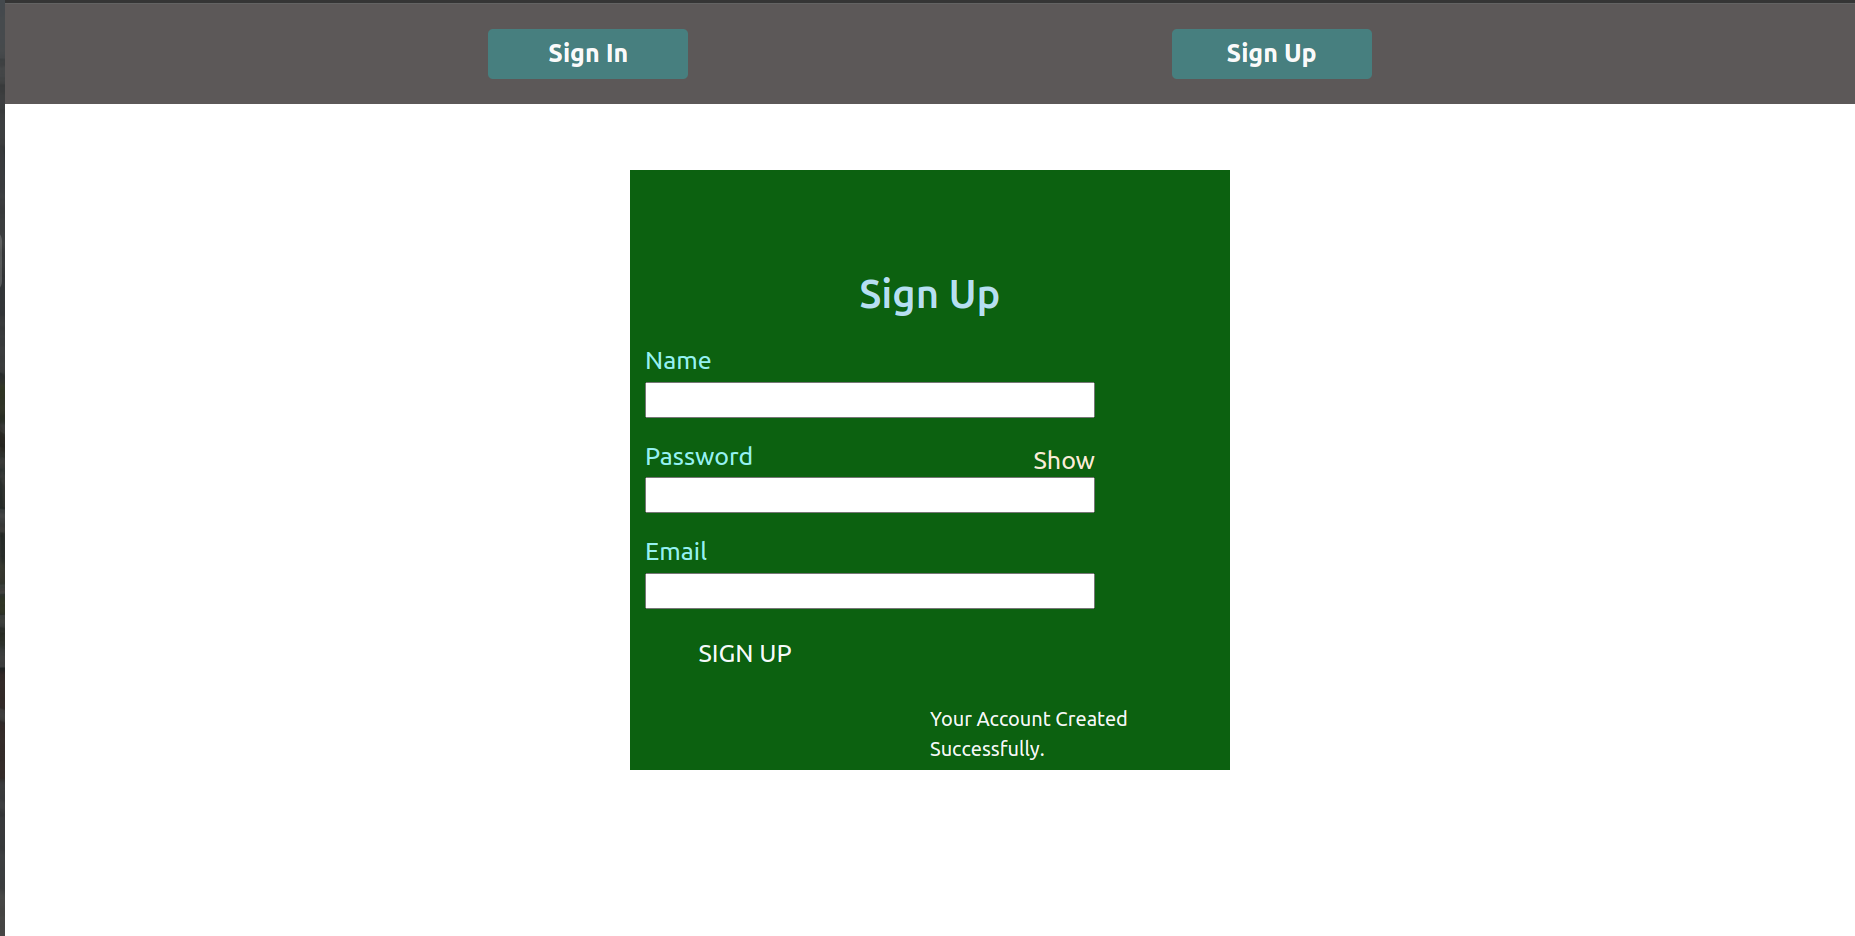 Sign In
Sign Up
Sign Up
Name
Password
Show
Email
SIGN UP
Your Account Created
Successfully.